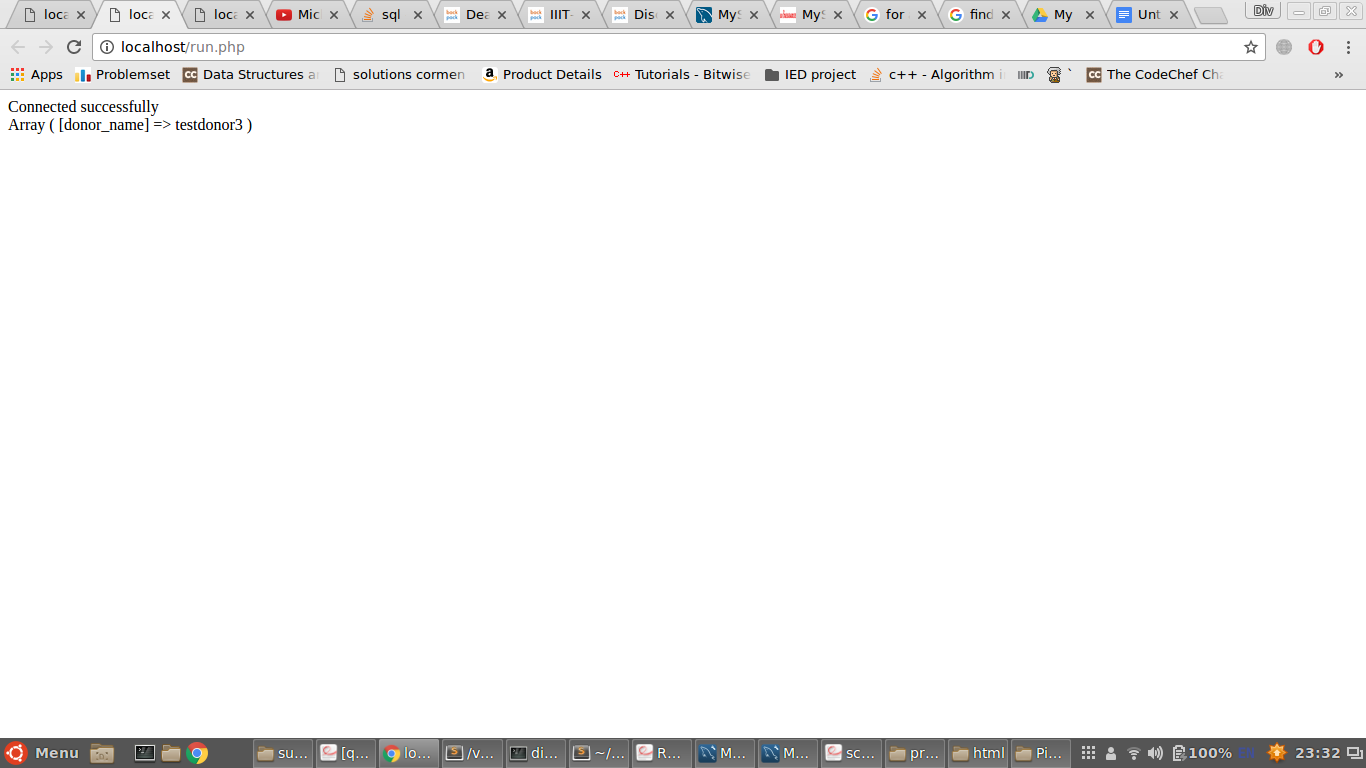 loca loca loca Mic sql Dea IIIT- Disc MyS MyS for find My Unt Div
localhost/run.php
Apps Problemset Data Structures a solutions cormen Product Details Tutorials - Bitwise IED project c++ - Algorithm i ` The CodeChef Cha »
Connected successfully
Array ( [donor_name] => testdonor3 )
Menu su... [q... lo... /v... di... ~/... R... M... M... sc... pr... html Pi... 100% 23:32